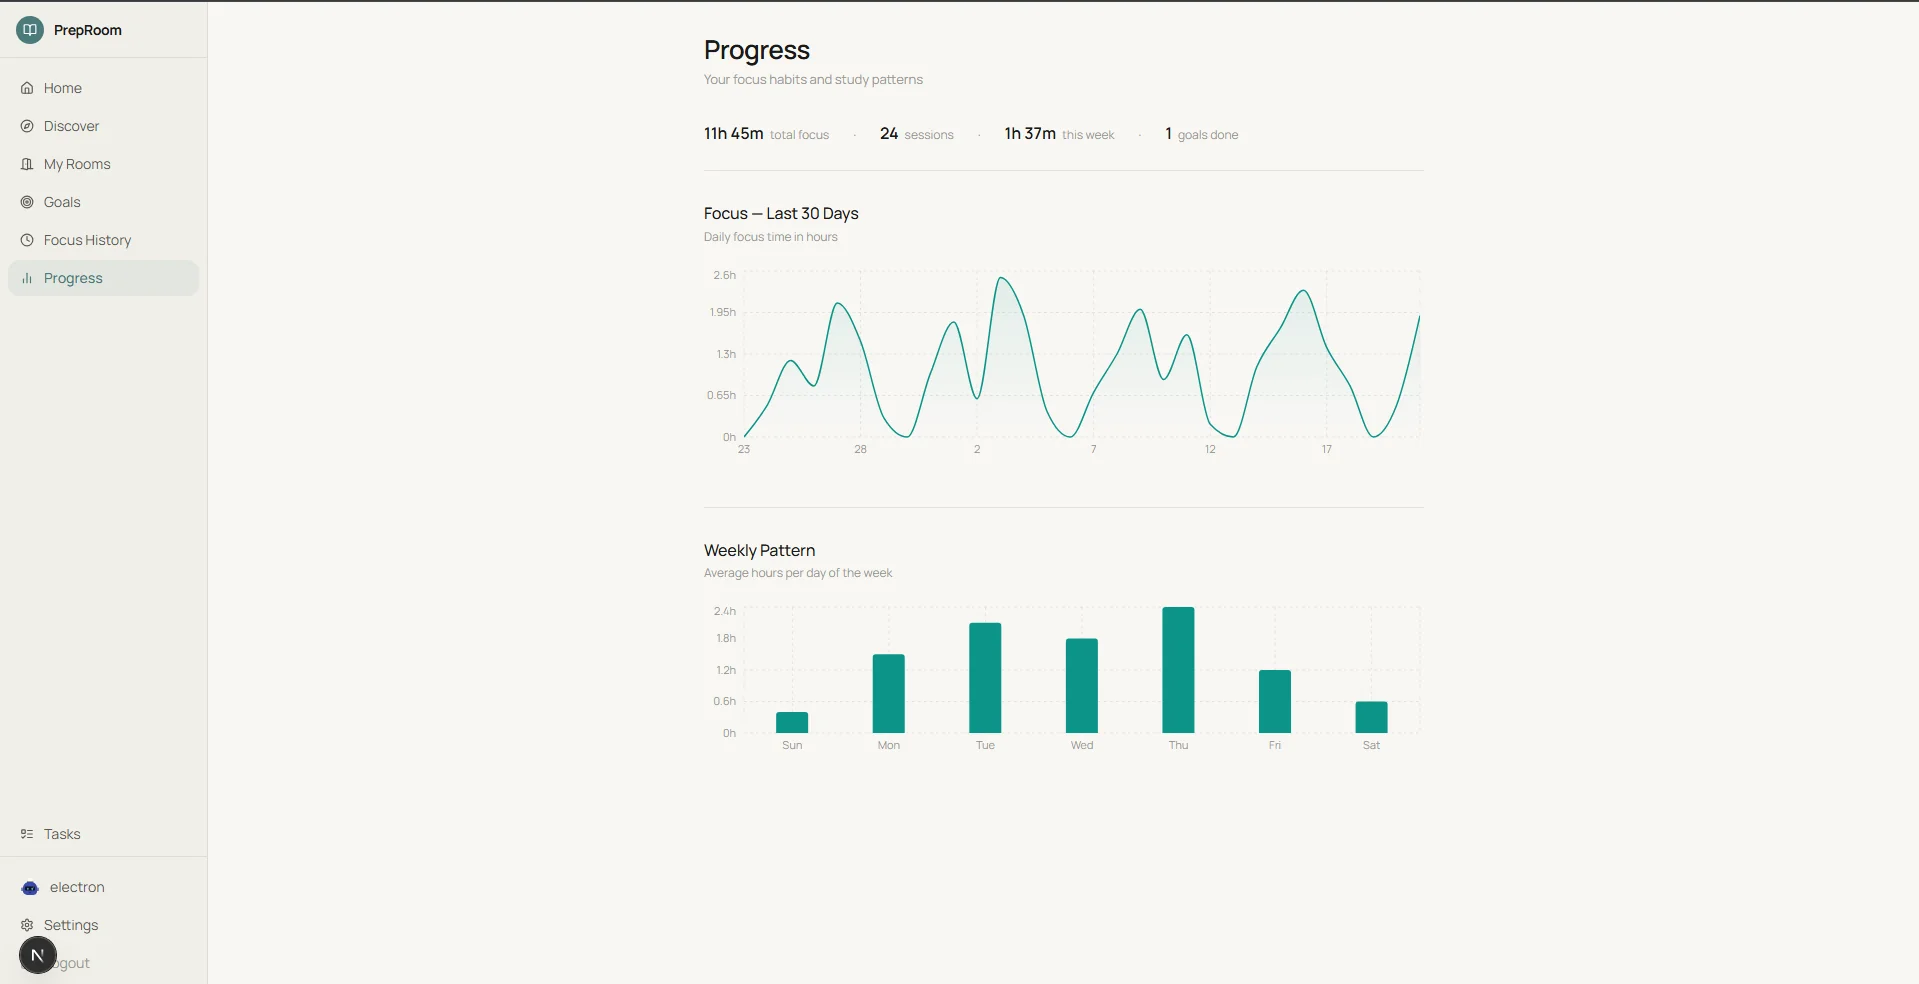 PrepRoom
Home
Discover
My Rooms
Goals
Focus History
Progress
Tasks
electron
Settings
N
ogout
Progress
Your focus habits and study patterns
11h 45m total focus · 24 sessions · 1h 37m this week · 1 goals done
Focus — Last 30 Days
Daily focus time in hours
2.6h
1.95h
1.3h
0.65h
0h
23 28 2 7 12 17
Weekly Pattern
Average hours per day of the week
2.4h
1.8h
1.2h
0.6h
0h
Sun Mon Tue Wed Thu Fri Sat